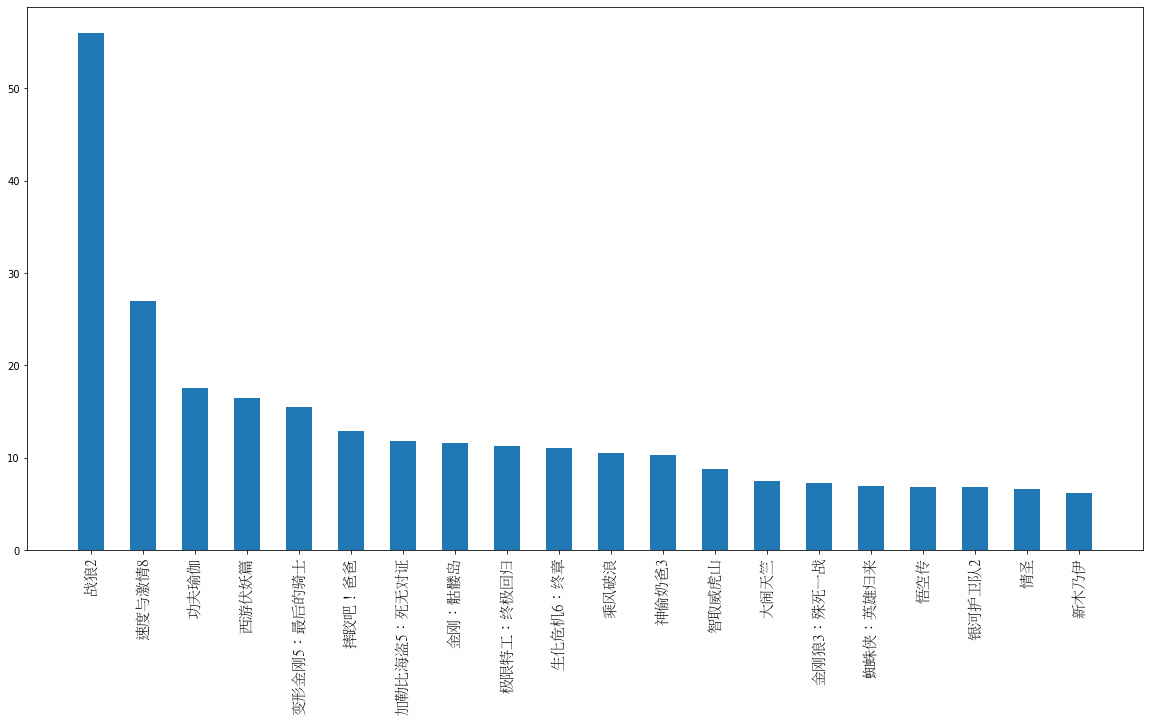 50
40
30
20
10
0
战狼2
速度与激情8
功夫瑜伽
西游伏妖篇
变形金刚5：最后的骑士
摔跤吧！爸爸
加勒比海盗5：死无对证
金刚：骷髅岛
极限特工：终极回归
生化危机6：终章
乘风破浪
神偷奶爸3
智取威虎山
大闹天竺
金刚狼3：殊死一战
蜘蛛侠：英雄归来
悟空传
银河护卫队2
情圣
新木乃伊